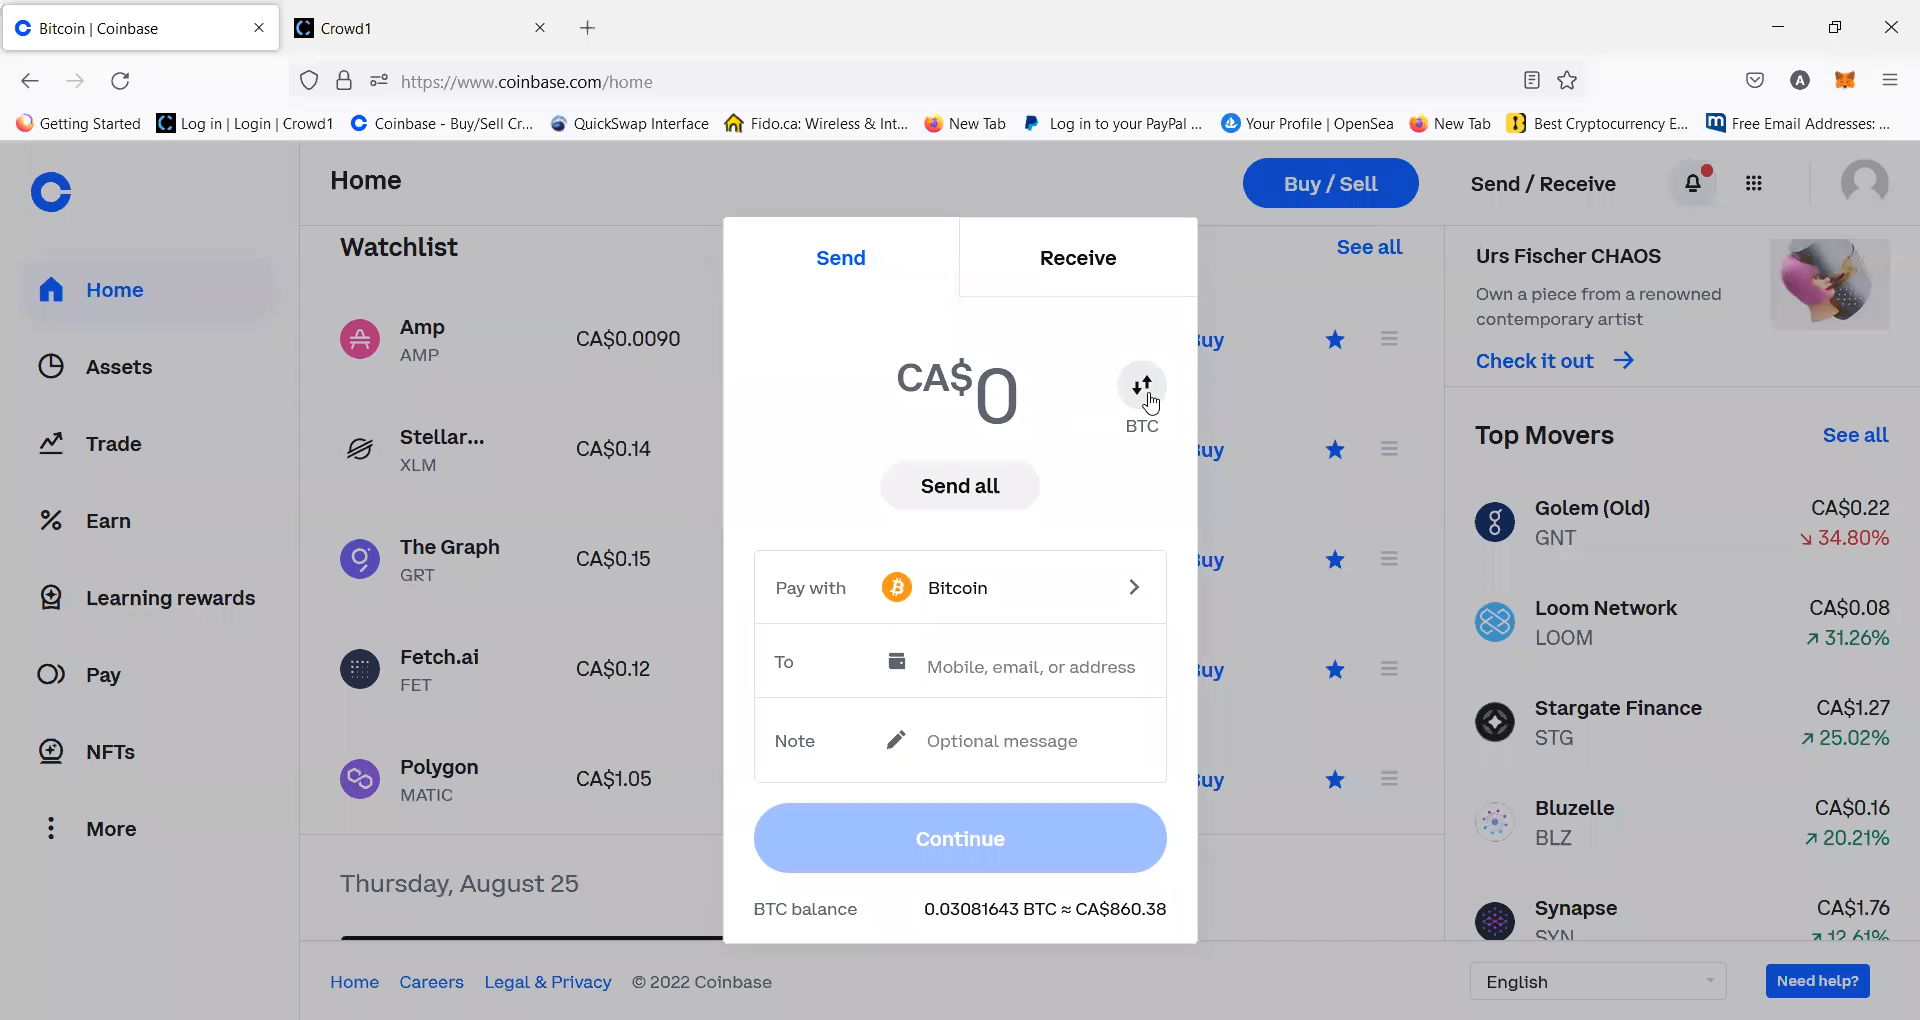 Bitcoin | Coinbase
Crowd1
https://www.coinbase.com/home
A
Getting Started
Log in | Login | Crowd1
Coinbase - Buy/Sell Cr...
QuickSwap Interface
Fido.ca: Wireless & Int...
New Tab
Log in to your PayPal ...
Your Profile | OpenSea
New Tab
Best Cryptocurrency E...
Free Email Addresses: ...
Home
Buy / Sell
Send / Receive
Home
Assets
Trade
Earn
Learning rewards
Pay
NFTs
More
Watchlist
See all
Amp
AMP
CA$0.0090
Stellar...
XLM
CA$0.14
The Graph
GRT
CA$0.15
Fetch.ai
FET
CA$0.12
Polygon
MATIC
CA$1.05
Thursday, August 25
Send
Receive
CA$0
BTC
Send all
Pay with
Bitcoin
To
Mobile, email, or address
Note
Optional message
Continue
BTC balance
0.03081643 BTC ≈ CA$860.38
uy
uy
uy
uy
uy
Urs Fischer CHAOS
Own a piece from a renowned
contemporary artist
Check it out
Top Movers
See all
Golem (Old)
CA$0.22
GNT
↘ 34.80%
Loom Network
CA$0.08
LOOM
↗ 31.26%
Stargate Finance
CA$1.27
STG
↗ 25.02%
Bluzelle
CA$0.16
BLZ
↗ 20.21%
Synapse
CA$1.76
SYN
↗ 12.61%
Home
Careers
Legal & Privacy
© 2022 Coinbase
English
Need help?